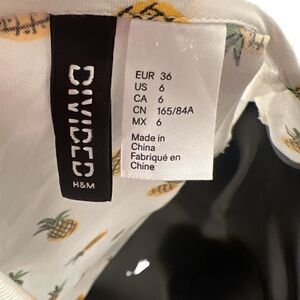 DIVIDED
H&M
EUR 36
US 6
CA 6
CN 165/84A
MX 6
Made in
China
Fabriqué en
Chine